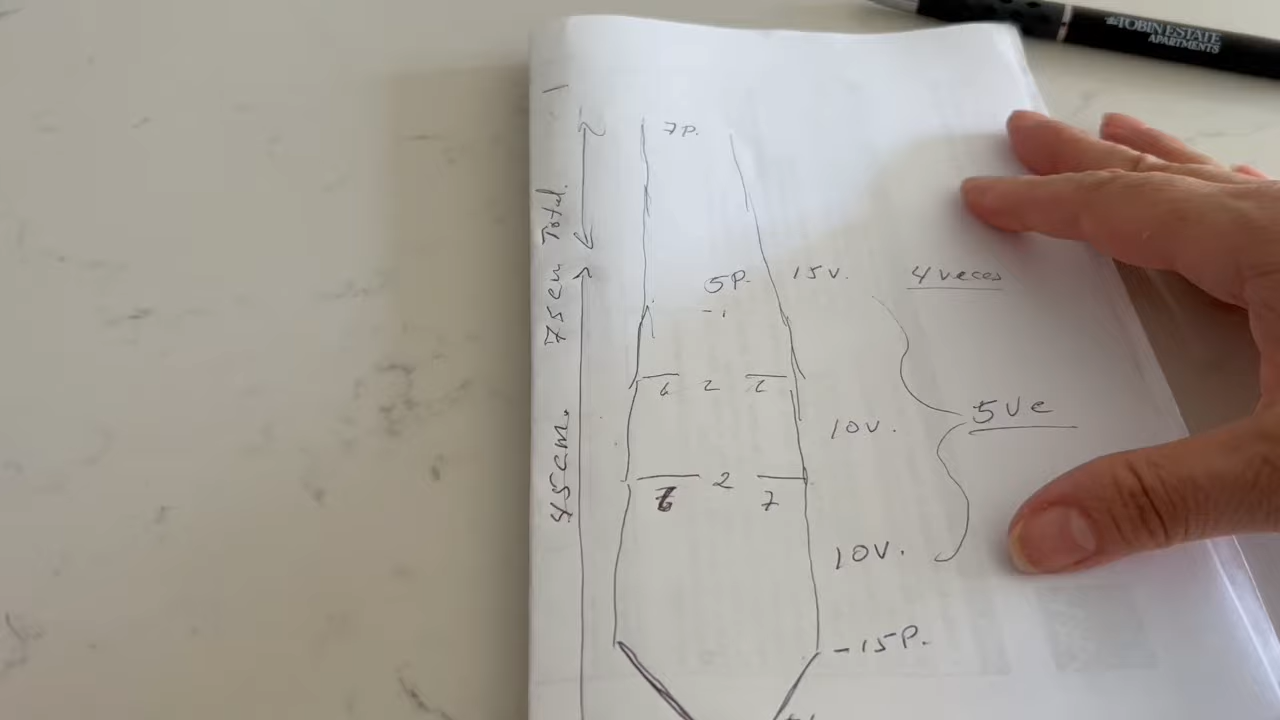 TOBIN ESTATE
APARTMENTS
7P.
75cm Total.
5P.
15V.
4 veces
6 2 6
10V.
5 Ve
45cm.
2
7
10V.
-15P.